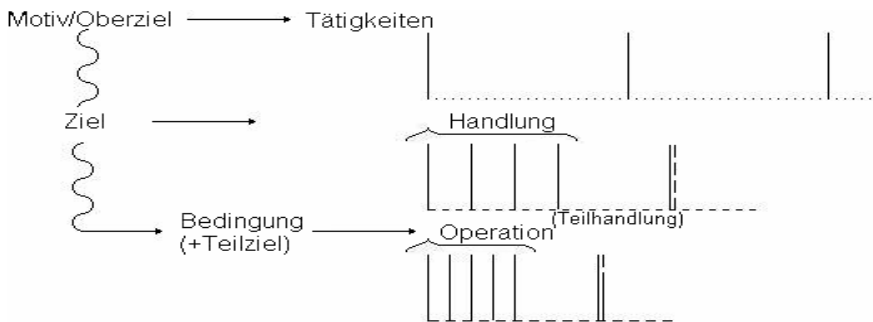 Motiv/Oberziel Tätigkeiten
Ziel Handlung
(Teilhandlung)
Bedingung
(+Teilziel) Operation